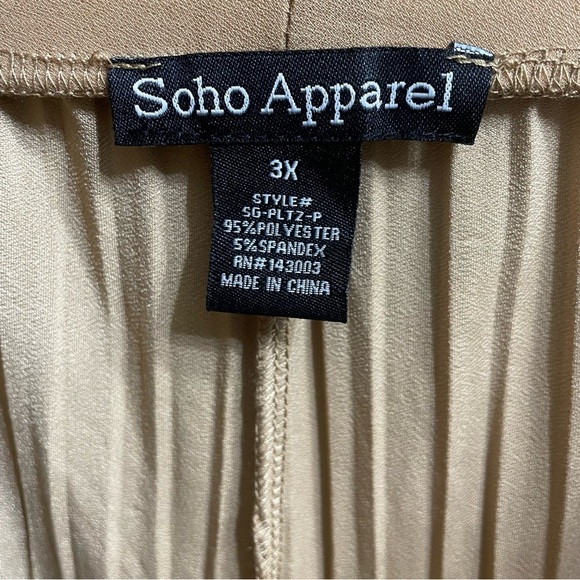 Soho Apparel
3X
STYLE#
SG-PLTZ-P
95%POLYESTER
5%SPANDEX
RN#143003
MADE IN CHINA